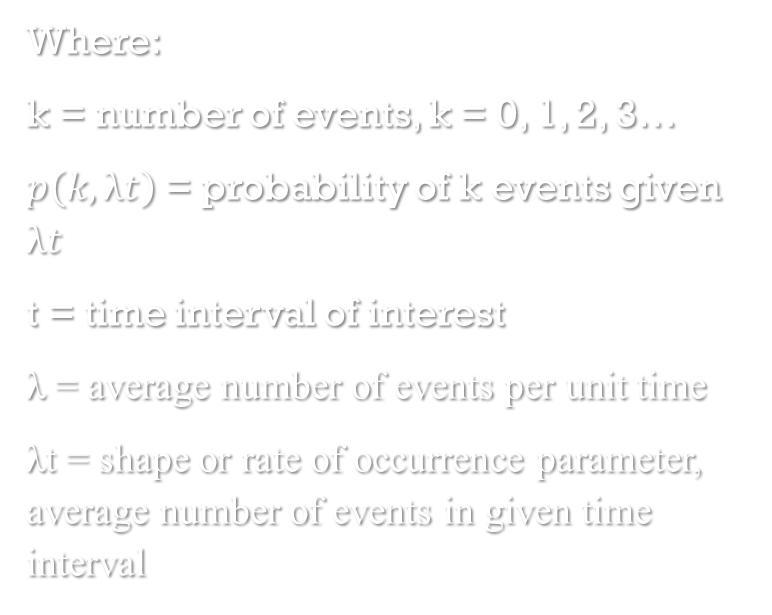 Where:
k = number of events, k = 0, 1, 2, 3…
p(k, λt) = probability of k events given
λt
t = time interval of interest
λ = average number of events per unit time
λt = shape or rate of occurrence parameter,
average number of events in given time
interval